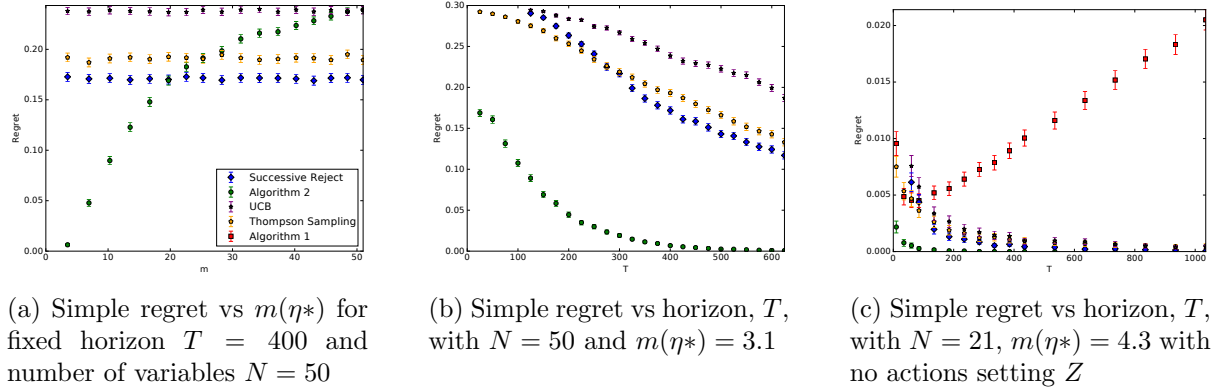 0.20
0.15
0.10
0.05
0.00
Regret
0 10 20 30 40 50
m
Successive Reject
Algorithm 2
UCB
Thompson Sampling
Algorithm 1
0.30
0.25
0.20
0.15
0.10
0.05
0.00
Regret
0 100 200 300 400 500 600
T
0.020
0.015
0.010
0.005
0.000
Regret
0 200 400 600 800 1000
T
(a) Simple regret vs m(η∗) for
fixed horizon T = 400 and
number of variables N = 50
(b) Simple regret vs horizon, T,
with N = 50 and m(η∗) = 3.1
(c) Simple regret vs horizon, T,
with N = 21, m(η∗) = 4.3 with
no actions setting Z